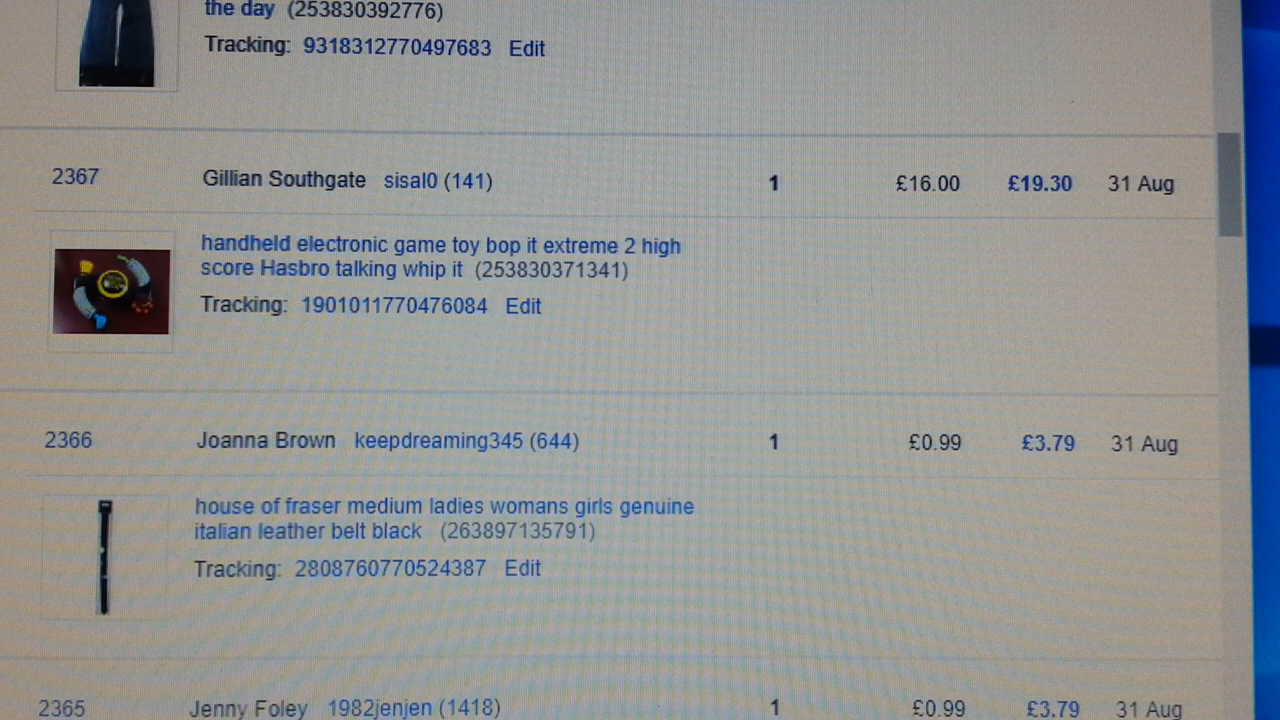 the day (253830392776)
Tracking: 9318312770497683 Edit
2367 Gillian Southgate sisal0 (141) 1 £16.00 £19.30 31 Aug
handheld electronic game toy bop it extreme 2 high
score Hasbro talking whip it (253830371341)
Tracking: 1901011770476084 Edit
2366 Joanna Brown keepdreaming345 (644) 1 £0.99 £3.79 31 Aug
house of fraser medium ladies womans girls genuine
italian leather belt black (263897135791)
Tracking: 2808760770524387 Edit
2365 Jenny Foley 1982jenjen (1418) 1 £0.99 £3.79 31 Aug